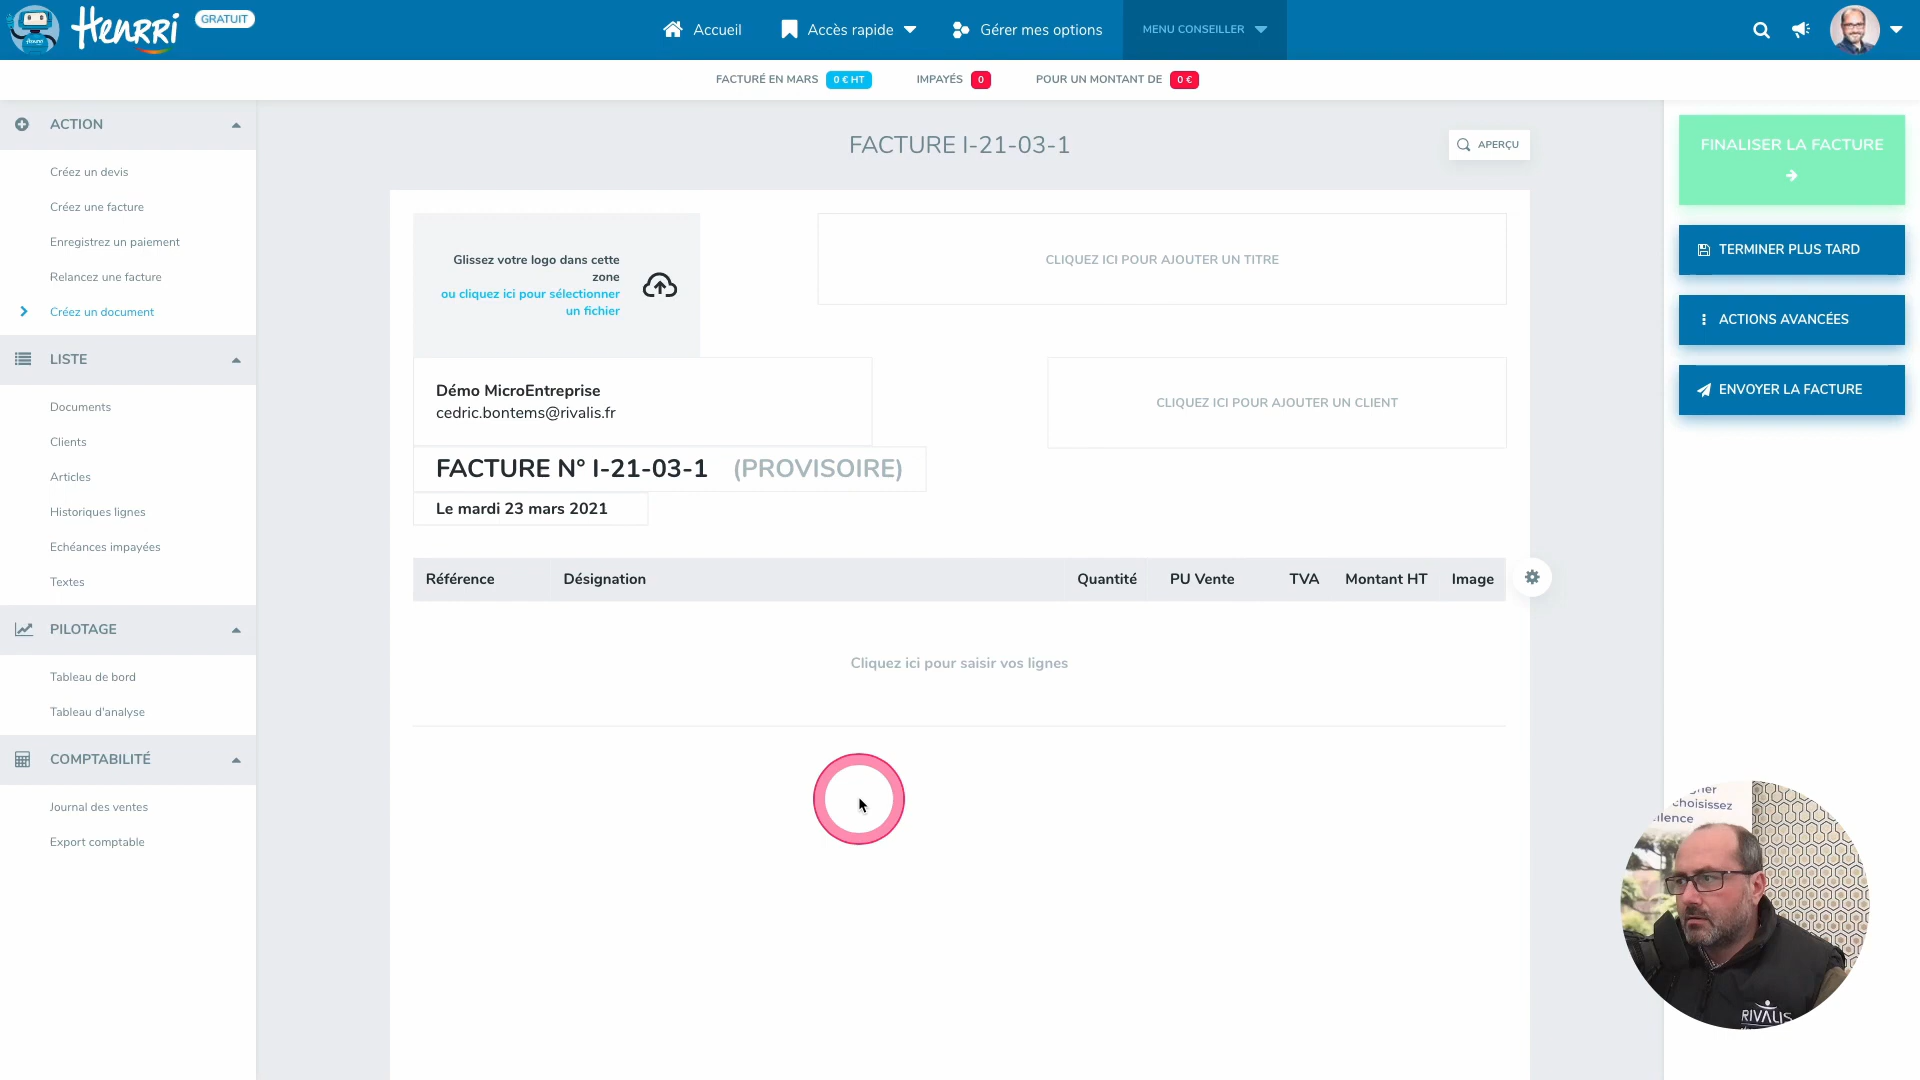 Henrri GRATUIT
Accueil
Accès rapide
Gérer mes options
MENU CONSEILLER
FACTURÉ EN MARS 0 € HT
IMPAYÉS 0
POUR UN MONTANT DE 0 €
ACTION
Créez un devis
Créez une facture
Enregistrez un paiement
Relancez une facture
Créez un document
LISTE
Documents
Clients
Articles
Historiques lignes
Echéances impayées
Textes
PILOTAGE
Tableau de bord
Tableau d'analyse
COMPTABILITÉ
Journal des ventes
Export comptable
FACTURE I-21-03-1
APERÇU
Glissez votre logo dans cette
zone
ou cliquez ici pour sélectionner
un fichier
CLIQUEZ ICI POUR AJOUTER UN TITRE
Démo MicroEntreprise
cedric.bontems@rivalis.fr
CLIQUEZ ICI POUR AJOUTER UN CLIENT
FACTURE N° I-21-03-1 (PROVISOIRE)
Le mardi 23 mars 2021
Référence Désignation Quantité PU Vente TVA Montant HT Image
Cliquez ici pour saisir vos lignes
FINALISER LA FACTURE
TERMINER PLUS TARD
ACTIONS AVANCÉES
ENVOYER LA FACTURE
choisissez
RIVALIS